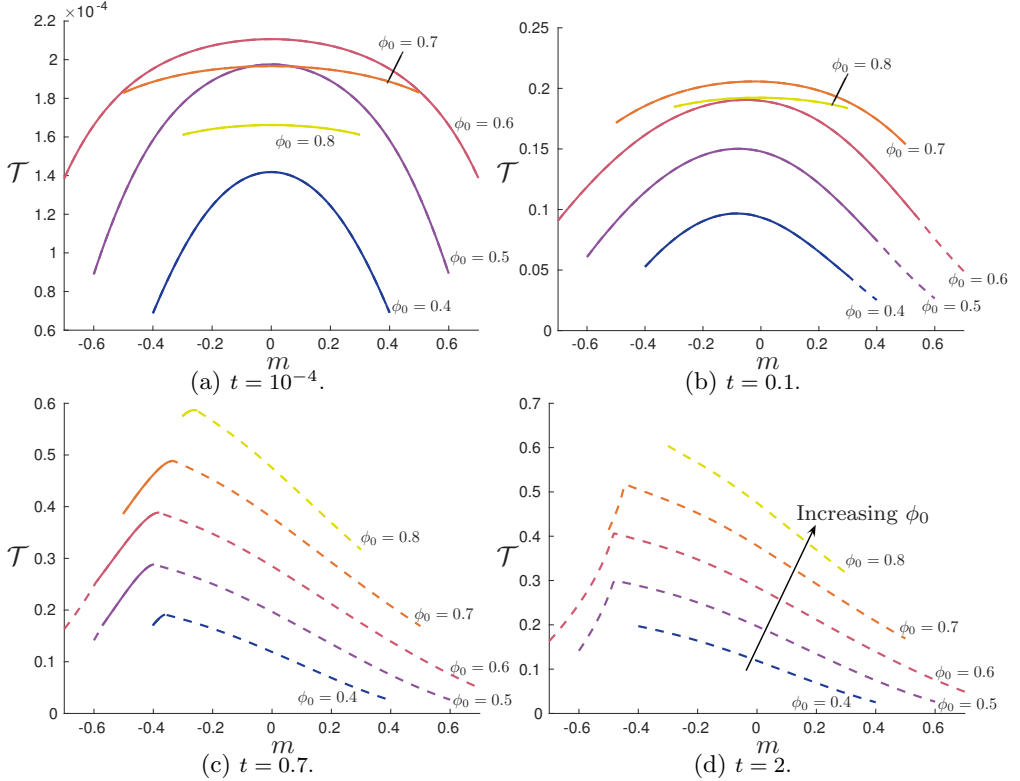 ×10⁻⁴
2.2
2
1.8
1.6
1.4
1.2
1
0.8
0.6
𝒯
-0.6 -0.4 -0.2 0 0.2 0.4 0.6
m
ϕ₀ = 0.7
ϕ₀ = 0.6
ϕ₀ = 0.8
ϕ₀ = 0.5
ϕ₀ = 0.4
(a) t = 10⁻⁴.
0.25
0.2
0.15
0.1
0.05
0
𝒯
-0.6 -0.4 -0.2 0 0.2 0.4 0.6
m
ϕ₀ = 0.8
ϕ₀ = 0.7
ϕ₀ = 0.6
ϕ₀ = 0.5
ϕ₀ = 0.4
(b) t = 0.1.
0.6
0.5
0.4
0.3
0.2
0.1
0
𝒯
-0.6 -0.4 -0.2 0 0.2 0.4 0.6
m
ϕ₀ = 0.8
ϕ₀ = 0.7
ϕ₀ = 0.6
ϕ₀ = 0.5
ϕ₀ = 0.4
(c) t = 0.7.
0.7
0.6
0.5
0.4
0.3
0.2
0.1
0
𝒯
-0.6 -0.4 -0.2 0 0.2 0.4 0.6
m
Increasing ϕ₀
ϕ₀ = 0.8
ϕ₀ = 0.7
ϕ₀ = 0.6
ϕ₀ = 0.5
ϕ₀ = 0.4
(d) t = 2.